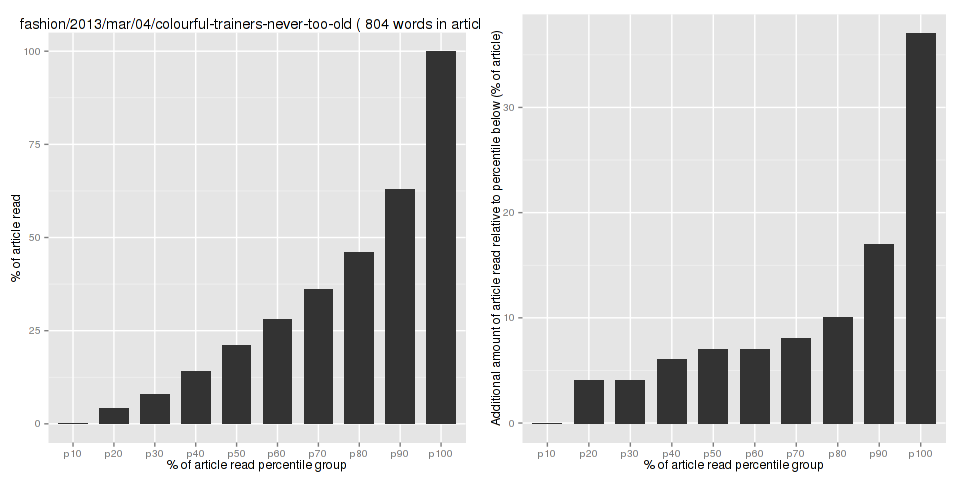 fashion/2013/mar/04/colourful-trainers-never-too-old ( 804 words in articl
% of article read
100
75
50
25
0
p10 p20 p30 p40 p50 p60 p70 p80 p90 p100
% of article read percentile group
Additional amount of article read relative to percentile below (% of article)
30
20
10
0
p10 p20 p30 p40 p50 p60 p70 p80 p90 p100
% of article read percentile group